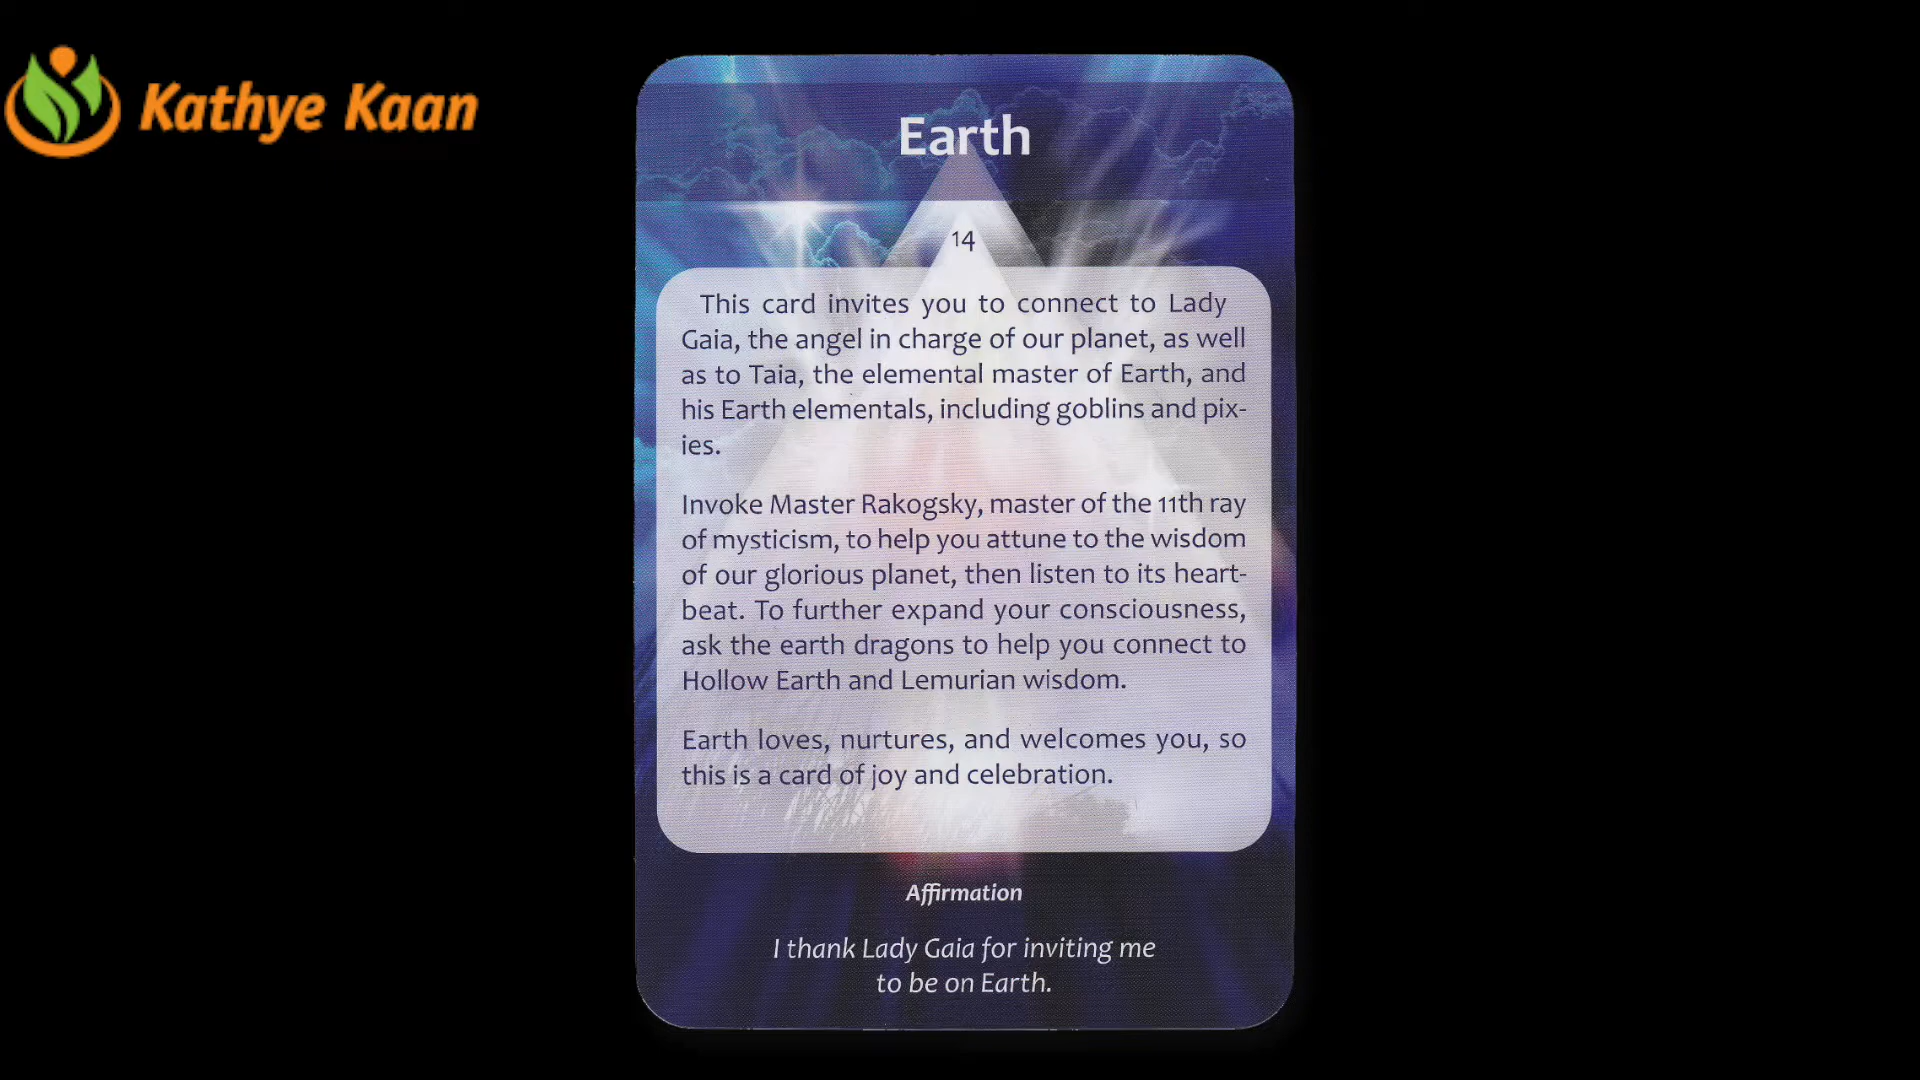 Kathye Kaan
Earth
14
This card invites you to connect to Lady
Gaia, the angel in charge of our planet, as well
as to Taia, the elemental master of Earth, and
his Earth elementals, including goblins and pix-
ies.
Invoke Master Rakogsky, master of the 11th ray
of mysticism, to help you attune to the wisdom
of our glorious planet, then listen to its heart-
beat. To further expand your consciousness,
ask the earth dragons to help you connect to
Hollow Earth and Lemurian wisdom.
Earth loves, nurtures, and welcomes you, so
this is a card of joy and celebration.
Affirmation
I thank Lady Gaia for inviting me
to be on Earth.